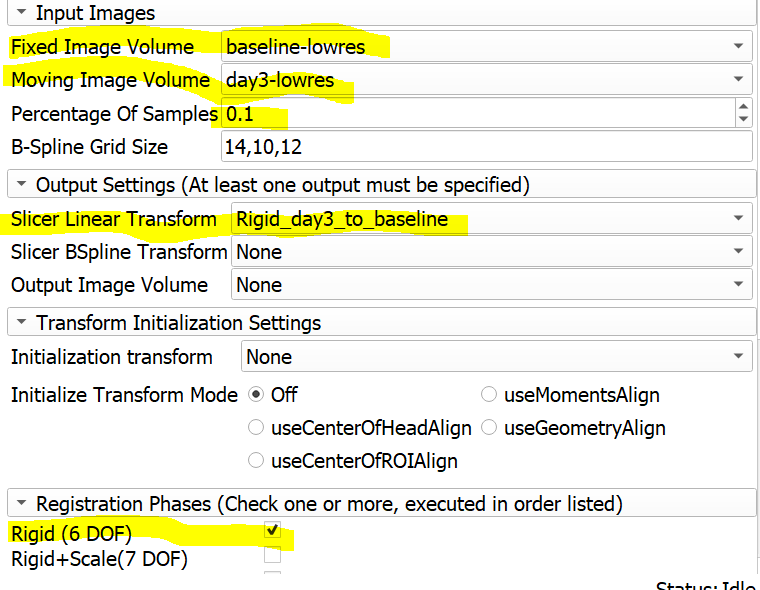 Input Images
Fixed Image Volume baseline-lowres
Moving Image Volume day3-lowres
Percentage Of Samples 0.1
B-Spline Grid Size 14,10,12
Output Settings (At least one output must be specified)
Slicer Linear Transform Rigid_day3_to_baseline
Slicer BSpline Transform None
Output Image Volume None
Transform Initialization Settings
Initialization transform None
Initialize Transform Mode Off useMomentsAlign
useCenterOfHeadAlign useGeometryAlign
useCenterOfROIAlign
Registration Phases (Check one or more, executed in order listed)
Rigid (6 DOF)
Rigid+Scale(7 DOF)
Status: Idle